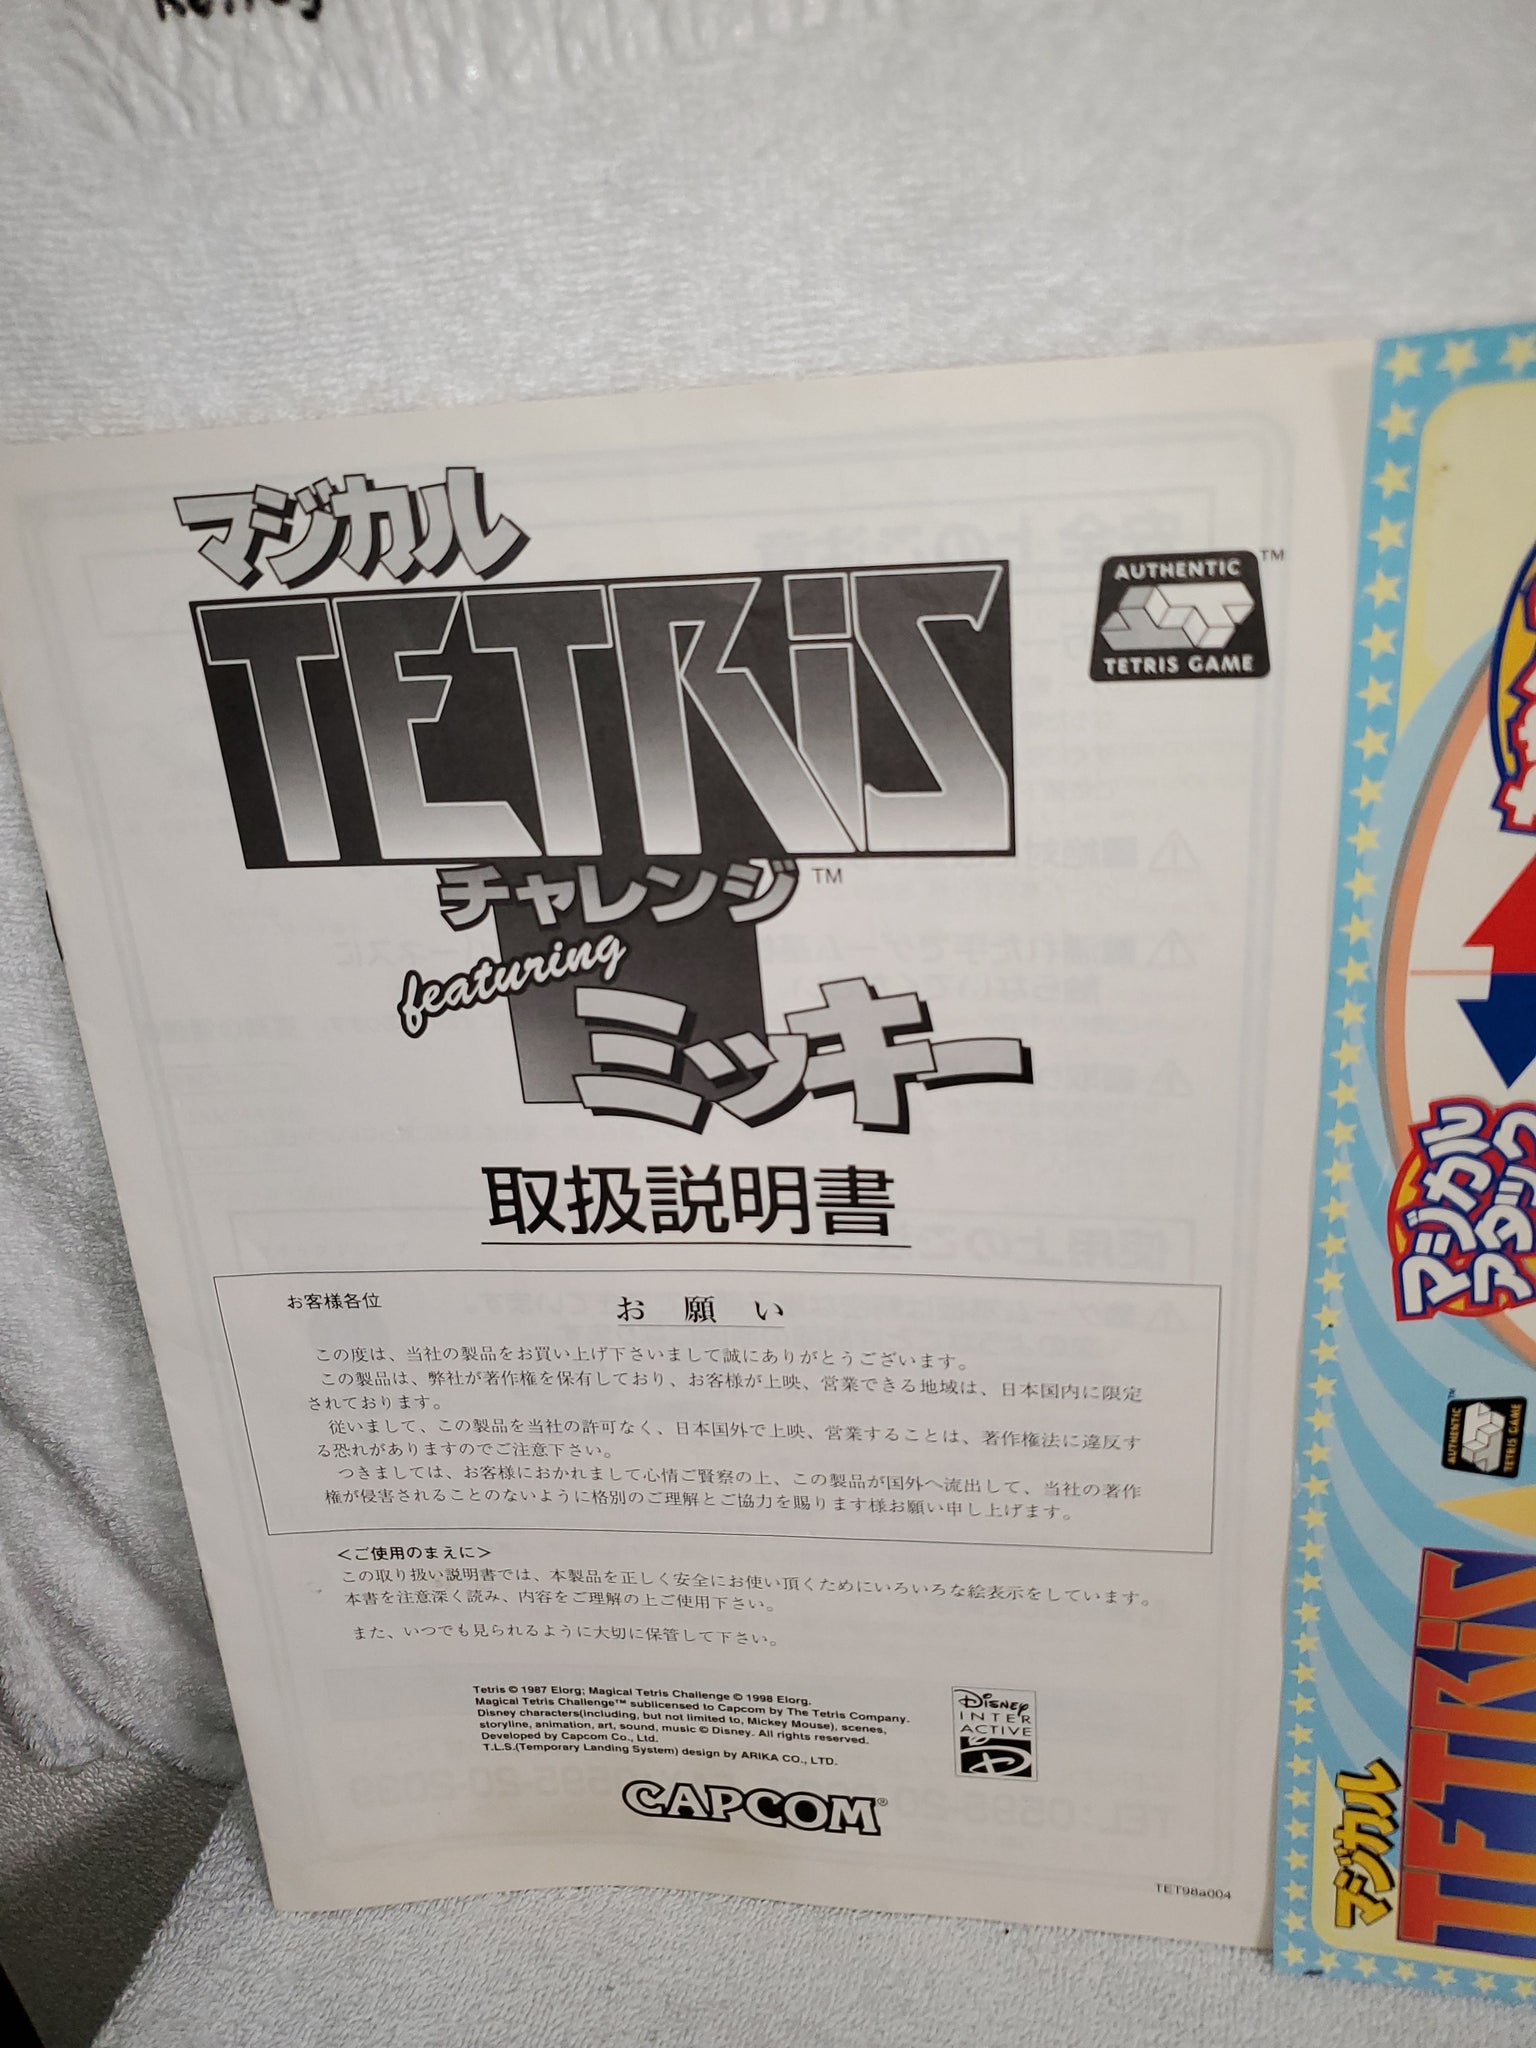 マジカル
TETRiS
チャレンジ™
featuring
ミッキー
AUTHENTIC
TETRIS GAME
™
取扱説明書
お客様各位
お願い
この度は、当社の製品をお買い上げ下さいまして誠にありがとうございます。
この製品は、弊社が著作権を保有しており、お客様が上映、営業できる地域は、日本国内に限定
されております。
従いまして、この製品を当社の許可なく、日本国外で上映、営業することは、著作権法に違反す
る恐れがありますのでご注意下さい。
つきましては、お客様におかれまして心情ご賢察の上、この製品が国外へ流出して、当社の著作
権が侵害されることのないように格別のご理解とご協力を賜ります様お願い申し上げます。
＜ご使用のまえに＞
この取り扱い説明書では、本製品を正しく安全にお使い頂くためにいろいろな絵表示をしています。
本書を注意深く読み、内容をご理解の上ご使用下さい。
また、いつでも見られるように大切に保管して下さい。
Tetris © 1987 Elorg; Magical Tetris Challenge © 1998 Elorg.
Magical Tetris Challenge™ sublicensed to Capcom by The Tetris Company.
Disney characters(including, but not limited to, Mickey Mouse), scenes,
storyline, animation, art, sound, music © Disney. All rights reserved.
Developed by Capcom Co., Ltd.
T.L.S.(Temporary Landing System) design by ARIKA CO., LTD.
Disney
INTER
ACTIVE
CAPCOM®
TET98a004
マジカル
アタック
AUTHENTIC
TETRIS GAME
™
マジカル
TETRiS